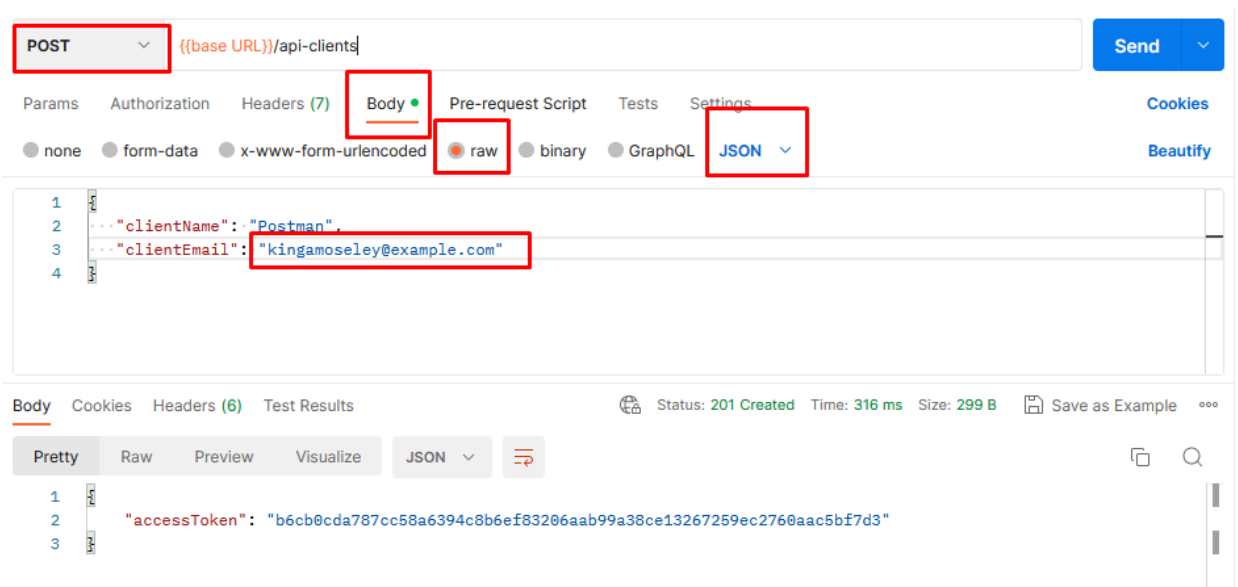 POST {{base URL}}/api-clients Send
Params Authorization Headers (7) Body Pre-request Script Tests Settings Cookies
none form-data x-www-form-urlencoded raw binary GraphQL JSON Beautify
1 {
2 "clientName": "Postman",
3 "clientEmail": "kingamoseley@example.com"
4 }
Body Cookies Headers (6) Test Results Status: 201 Created Time: 316 ms Size: 299 B Save as Example
Pretty Raw Preview Visualize JSON
1 {
2 "accessToken": "b6cb0cda787cc58a6394c8b6ef83206aab99a38ce13267259ec2760aac5bf7d3"
3 }